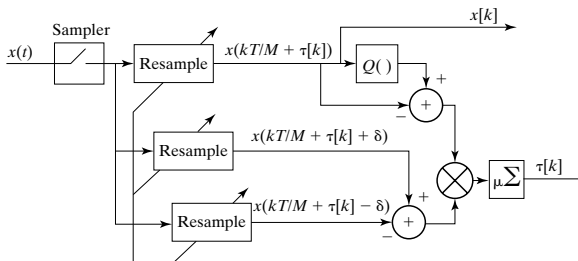 Sampler
x[k]
x(t)
Resample
x(kT/M + τ[k])
Q( )
+
−
+
Resample
x(kT/M + τ[k] + δ)
μΣ
τ[k]
+
Resample
x(kT/M + τ[k] − δ)
−
+